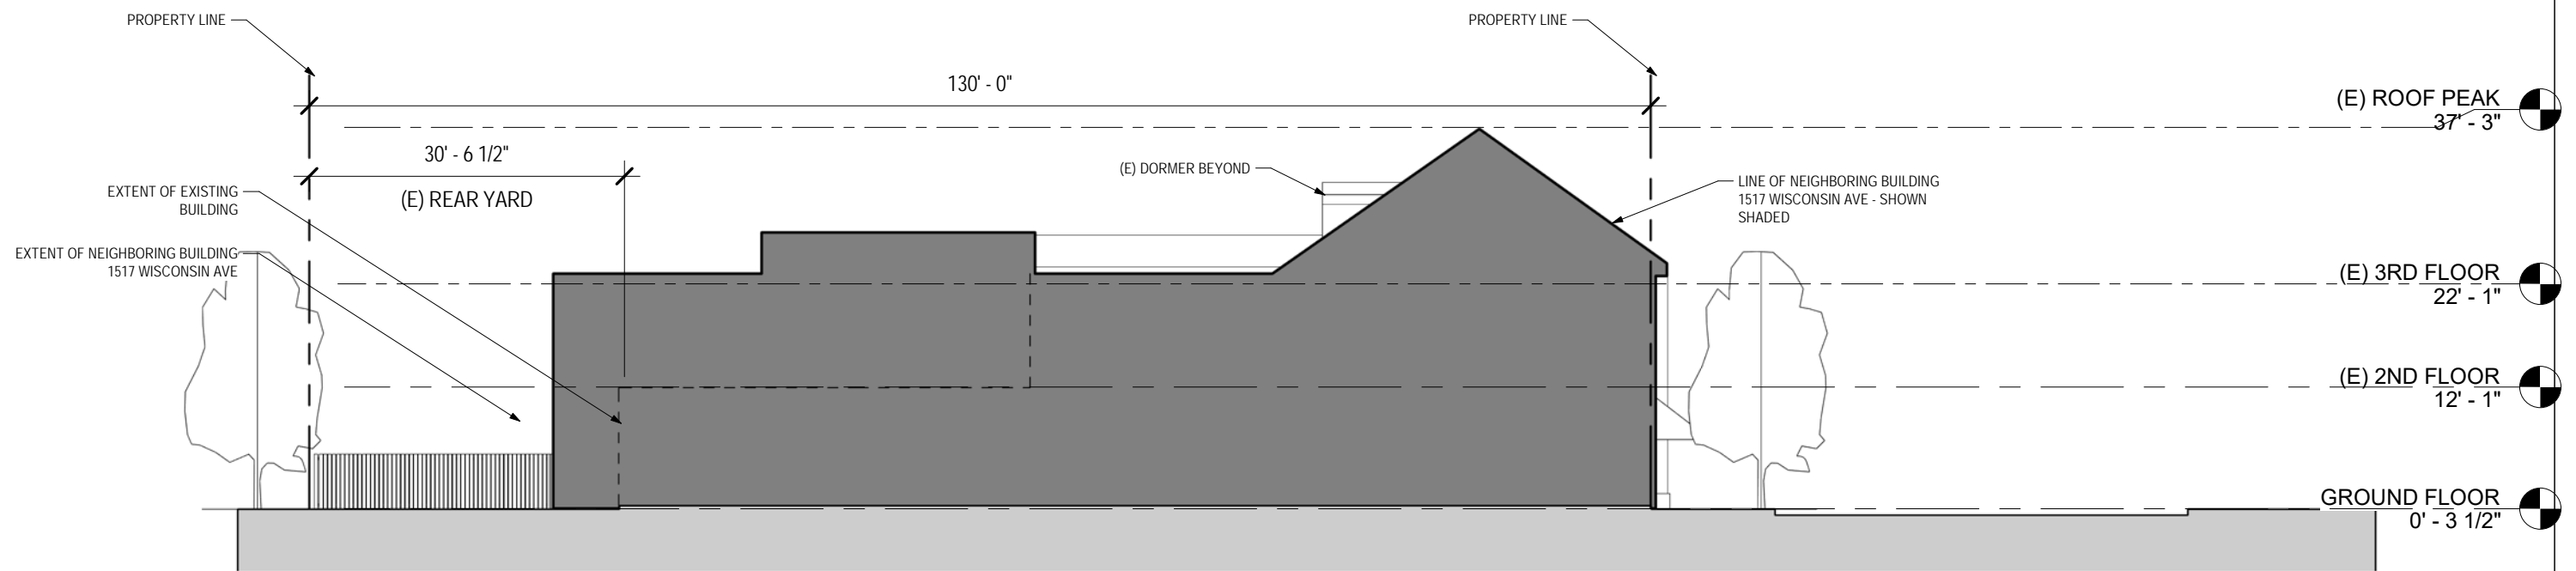 PROPERTY LINE
PROPERTY LINE
130' - 0"
(E) ROOF PEAK
37' - 3"
30' - 6 1/2"
(E) REAR YARD
(E) DORMER BEYOND
EXTENT OF EXISTING
BUILDING
LINE OF NEIGHBORING BUILDING
1517 WISCONSIN AVE - SHOWN
SHADED
EXTENT OF NEIGHBORING BUILDING
1517 WISCONSIN AVE
(E) 3RD FLOOR
22' - 1"
(E) 2ND FLOOR
12' - 1"
GROUND FLOOR
0' - 3 1/2"